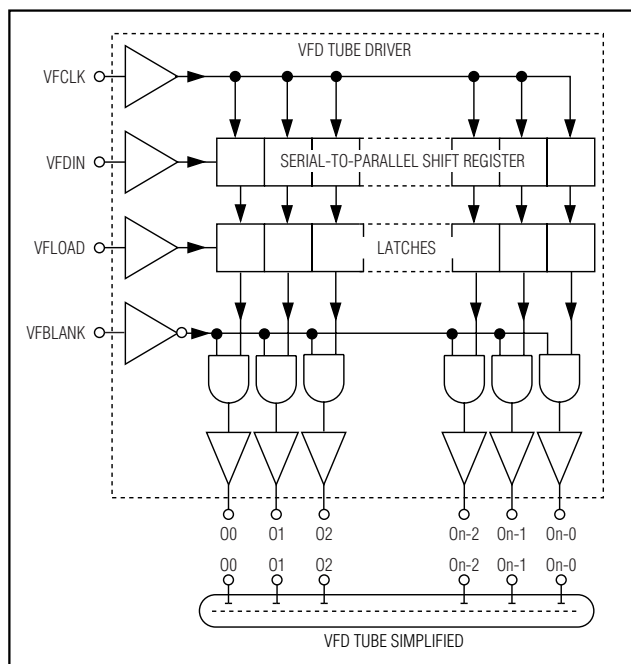 VFD TUBE DRIVER
VFCLK
VFDIN
SERIAL-TO-PARALLEL SHIFT REGISTER
VFLOAD
LATCHES
VFBLANK
O0 O1 O2 On-2 On-1 On-0
O0 O1 O2 On-2 On-1 On-0
VFD TUBE SIMPLIFIED